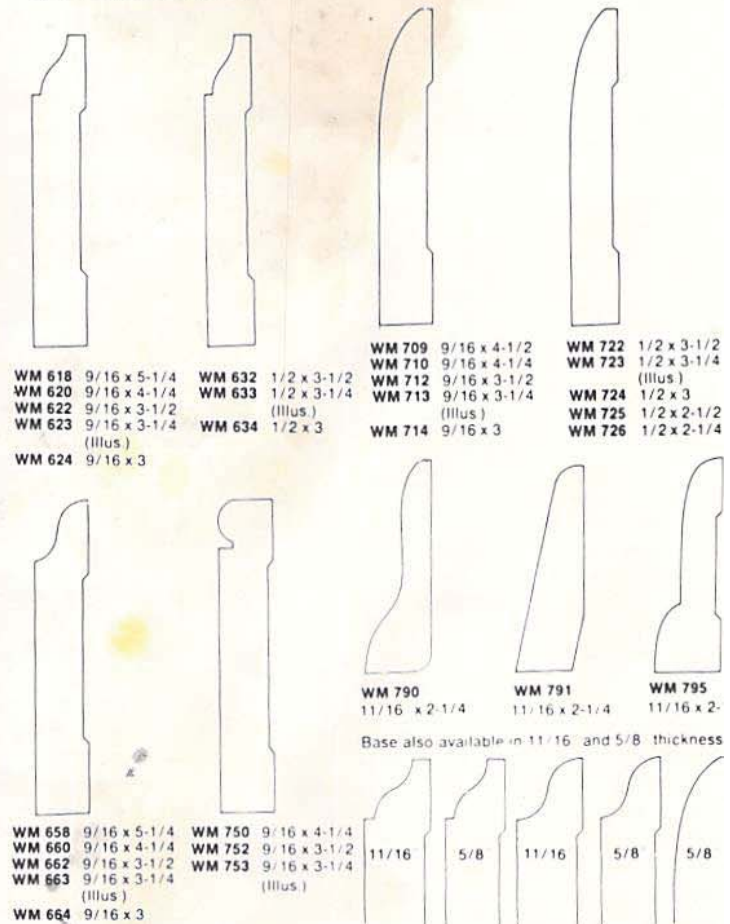 WM 618 9/16 x 5-1/4
WM 620 9/16 x 4-1/4
WM 622 9/16 x 3-1/2
WM 623 9/16 x 3-1/4
(Illus.)
WM 624 9/16 x 3
WM 632 1/2 x 3-1/2
WM 633 1/2 x 3-1/4
(Illus.)
WM 634 1/2 x 3
WM 709 9/16 x 4-1/2
WM 710 9/16 x 4-1/4
WM 712 9/16 x 3-1/2
WM 713 9/16 x 3-1/4
(Illus.)
WM 714 9/16 x 3
WM 722 1/2 x 3-1/2
WM 723 1/2 x 3-1/4
(Illus.)
WM 724 1/2 x 3
WM 725 1/2 x 2-1/2
WM 726 1/2 x 2-1/4
WM 658 9/16 x 5-1/4
WM 660 9/16 x 4-1/4
WM 662 9/16 x 3-1/2
WM 663 9/16 x 3-1/4
(Illus.)
WM 664 9/16 x 3
WM 750 9/16 x 4-1/4
WM 752 9/16 x 3-1/2
WM 753 9/16 x 3-1/4
(Illus.)
WM 790
11/16 x 2-1/4
WM 791
11/16 x 2-1/4
WM 795
11/16 x 2-
Base also available in 11/16 and 5/8 thickness
11/16
5/8
11/16
5/8
5/8